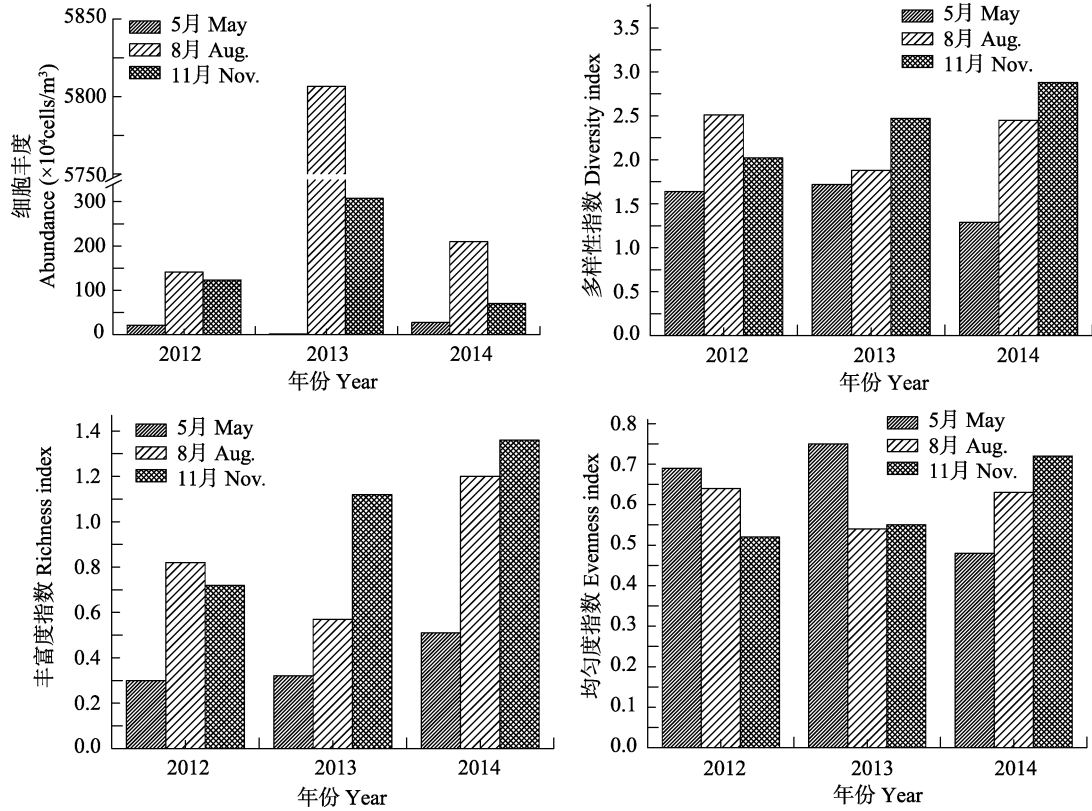 5850
5800
5750
300
200
100
0
细胞丰度
Abundance (×10⁴cells/m³)
5月 May
8月 Aug.
11月 Nov.
2012 2013 2014
年份 Year
3.5
3.0
2.5
2.0
1.5
1.0
0.5
0.0
多样性指数 Diversity index
5月 May
8月 Aug.
11月 Nov.
2012 2013 2014
年份 Year
1.4
1.2
1.0
0.8
0.6
0.4
0.2
0.0
丰富度指数 Richness index
5月 May
8月 Aug.
11月 Nov.
2012 2013 2014
年份 Year
0.8
0.7
0.6
0.5
0.4
0.3
0.2
0.1
0.0
均匀度指数 Evenness index
5月 May
8月 Aug.
11月 Nov.
2012 2013 2014
年份 Year